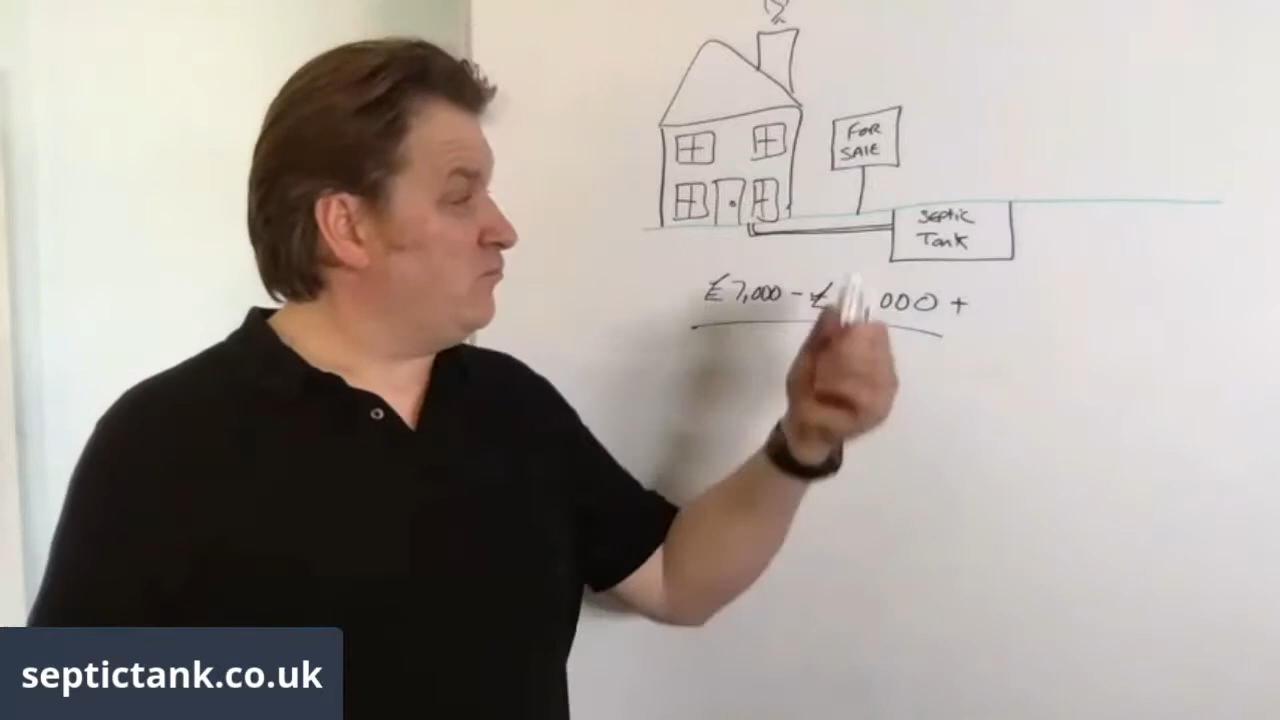 FOR
SALE
Septic
Tank
£7,000 - £ ,000 +
septictank.co.uk